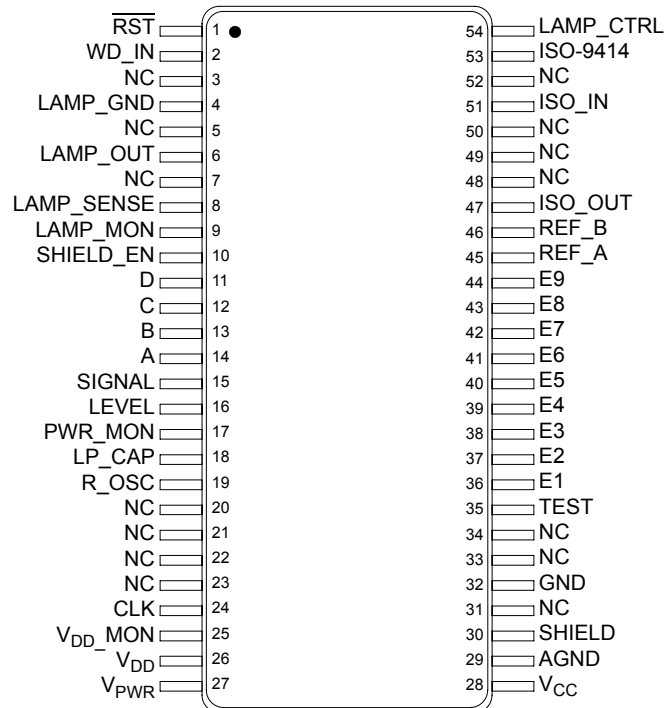 RST 1 54 LAMP_CTRL
WD_IN 2 53 ISO-9414
NC 3 52 NC
LAMP_GND 4 51 ISO_IN
NC 5 50 NC
LAMP_OUT 6 49 NC
NC 7 48 NC
LAMP_SENSE 8 47 ISO_OUT
LAMP_MON 9 46 REF_B
SHIELD_EN 10 45 REF_A
D 11 44 E9
C 12 43 E8
B 13 42 E7
A 14 41 E6
SIGNAL 15 40 E5
LEVEL 16 39 E4
PWR_MON 17 38 E3
LP_CAP 18 37 E2
R_OSC 19 36 E1
NC 20 35 TEST
NC 21 34 NC
NC 22 33 NC
NC 23 32 GND
CLK 24 31 NC
VDD_MON 25 30 SHIELD
VDD 26 29 AGND
VPWR 27 28 VCC